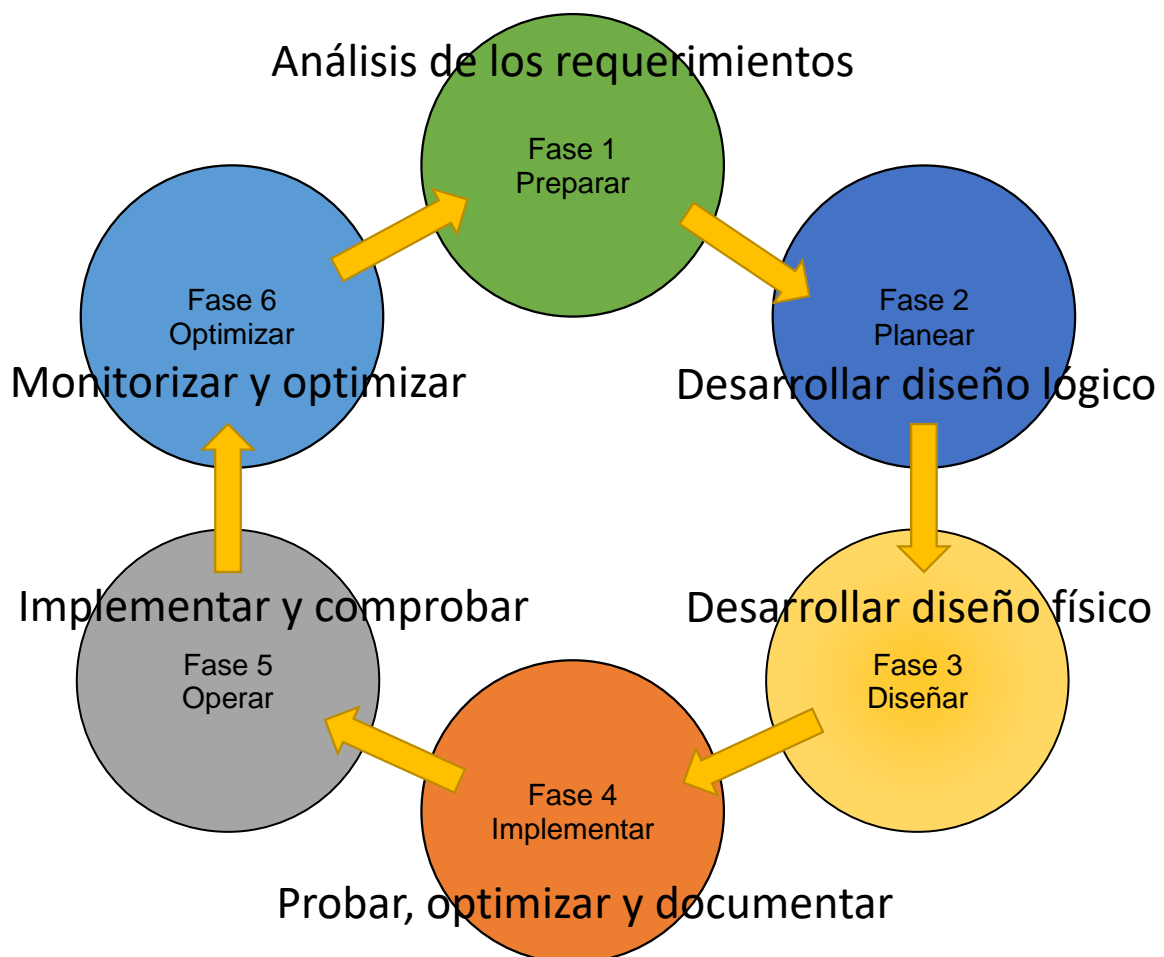 Análisis de los requerimientos
Fase 1
Preparar
Fase 2
Planear
Desarrollar diseño lógico
Desarrollar diseño físico
Fase 3
Diseñar
Fase 4
Implementar
Probar, optimizar y documentar
Implementar y comprobar
Fase 5
Operar
Fase 6
Optimizar
Monitorizar y optimizar